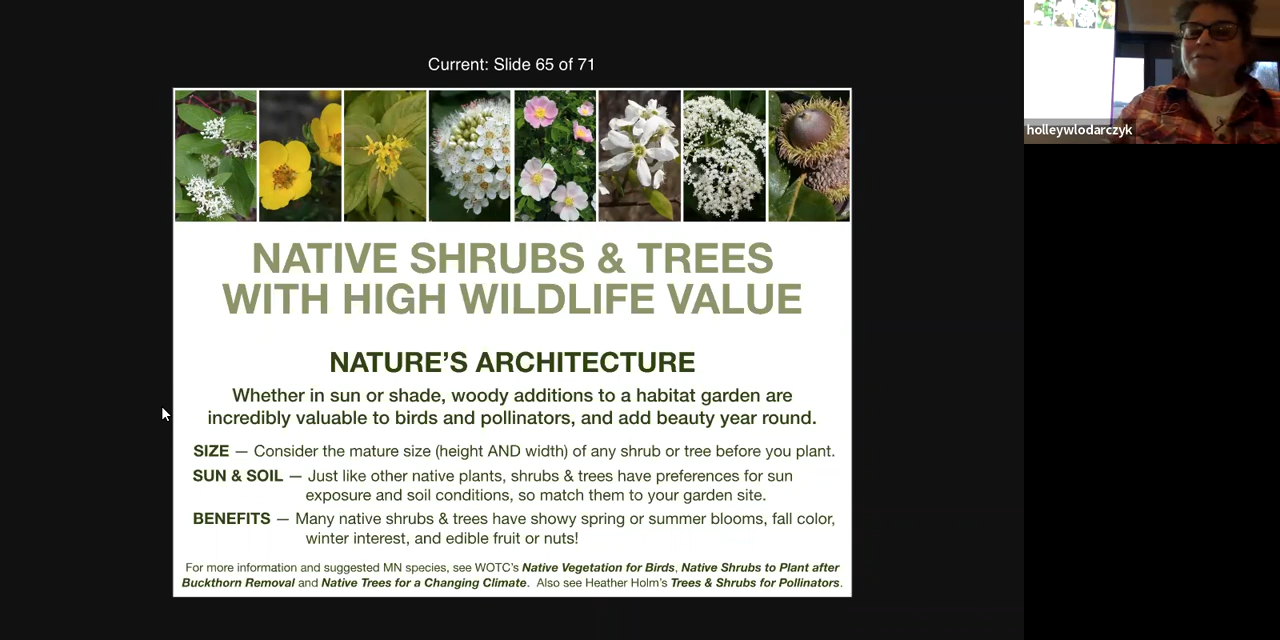 Current: Slide 65 of 71
holleywlodarczyk
NATIVE SHRUBS & TREES
WITH HIGH WILDLIFE VALUE
NATURE'S ARCHITECTURE
Whether in sun or shade, woody additions to a habitat garden are
incredibly valuable to birds and pollinators, and add beauty year round.
SIZE — Consider the mature size (height AND width) of any shrub or tree before you plant.
SUN & SOIL — Just like other native plants, shrubs & trees have preferences for sun
exposure and soil conditions, so match them to your garden site.
BENEFITS — Many native shrubs & trees have showy spring or summer blooms, fall color,
winter interest, and edible fruit or nuts!
For more information and suggested MN species, see WOTC's Native Vegetation for Birds, Native Shrubs to Plant after
Buckthorn Removal and Native Trees for a Changing Climate. Also see Heather Holm's Trees & Shrubs for Pollinators.